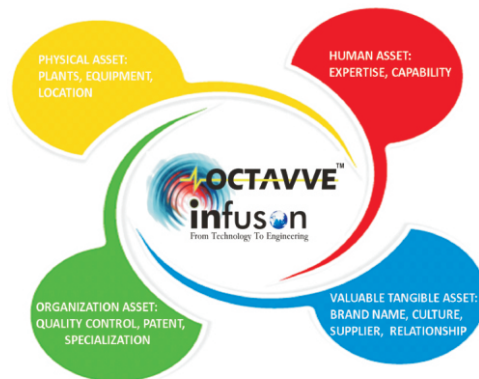 PHYSICAL ASSET:
PLANTS, EQUIPMENT,
LOCATION
HUMAN ASSET:
EXPERTISE, CAPABILITY
OCTAVVE™
infuson
From Technology To Engineering
ORGANIZATION ASSET:
QUALITY CONTROL, PATENT,
SPECIALIZATION
VALUABLE TANGIBLE ASSET:
BRAND NAME, CULTURE,
SUPPLIER, RELATIONSHIP